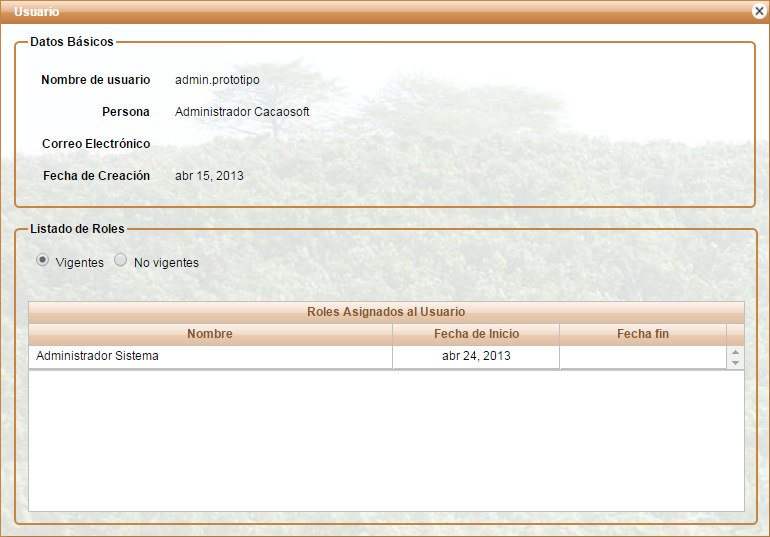 Usuario
Datos Básicos
Nombre de usuario admin.prototipo
Persona Administrador Cacaosoft
Correo Electrónico
Fecha de Creación abr 15, 2013
Listado de Roles
Vigentes No vigentes
Roles Asignados al Usuario
Nombre Fecha de Inicio Fecha fin
Administrador Sistema abr 24, 2013